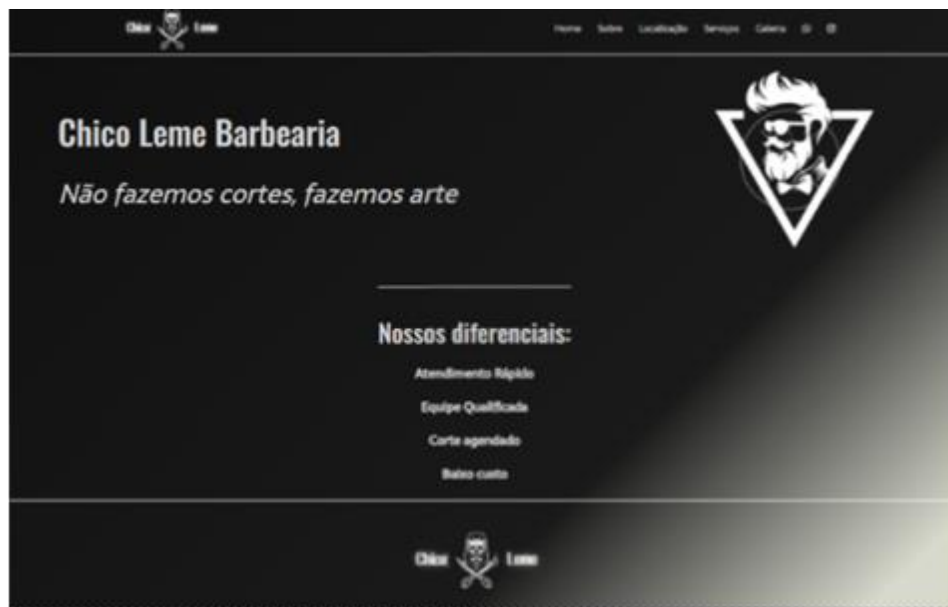 Chico Leme
Home Sobre Localização Serviços Galeria
Chico Leme Barbearia
Não fazemos cortes, fazemos arte
Nossos diferenciais:
Atendimento Rápido
Equipe Qualificada
Corte agendado
Baixo custo
Chico Leme